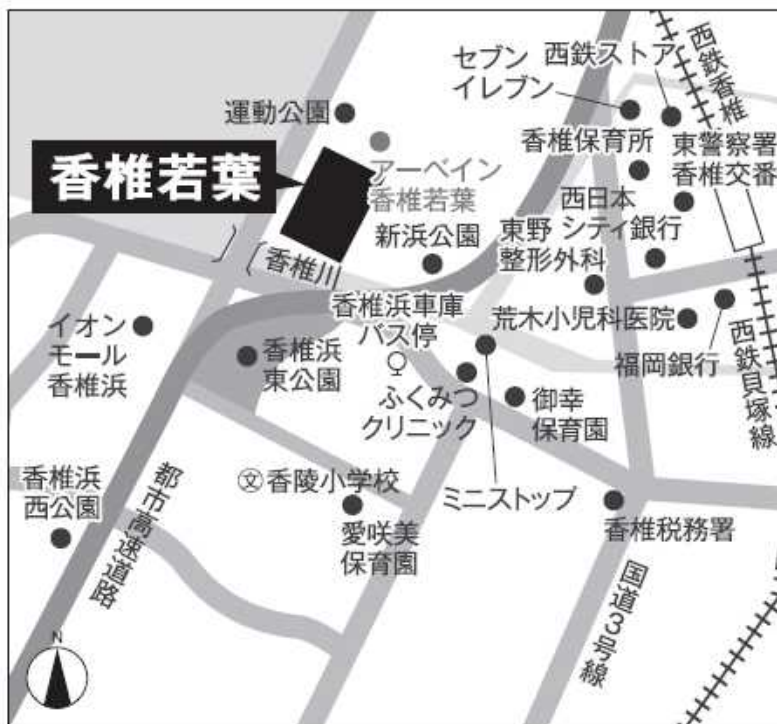 セブン
イレブン
西鉄ストア
西鉄香椎
運動公園
香椎保育所
東警察署
香椎交番
香椎若葉
アーベイン
香椎若葉
西日本
シティ銀行
新浜公園
東野
整形外科
香椎川
香椎浜車庫
バス停
荒木小児科医院
イオン
モール
香椎浜
香椎浜
東公園
福岡銀行
西鉄貝塚線
ふくみつ
クリニック
御幸
保育園
香椎浜
西公園
都市高速道路
文香陵小学校
ミニストップ
愛咲美
保育園
香椎税務署
国道3号線
N